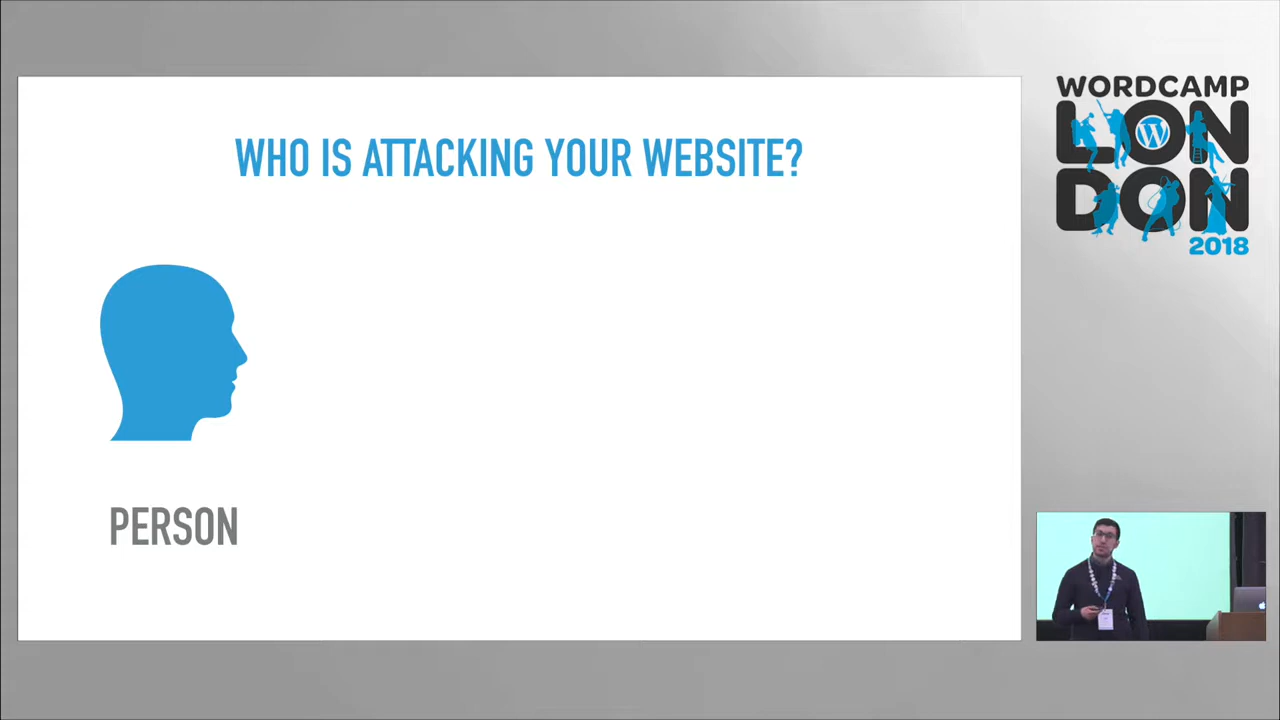 WHO IS ATTACKING YOUR WEBSITE?
PERSON
WORDCAMP
LON
DON
2018